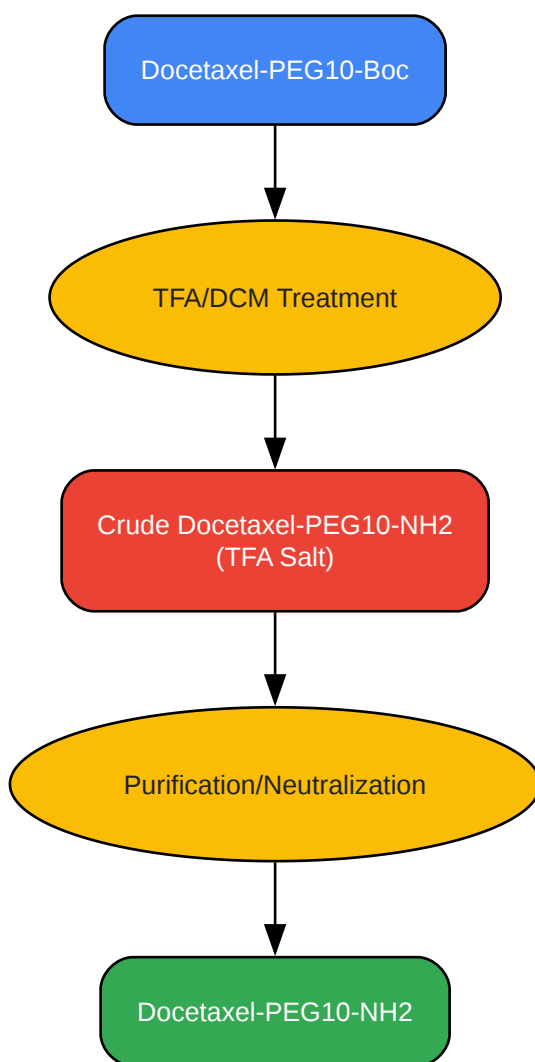 Docetaxel-PEG10-Boc
TFA/DCM Treatment
Crude Docetaxel-PEG10-NH2
(TFA Salt)
Purification/Neutralization
Docetaxel-PEG10-NH2